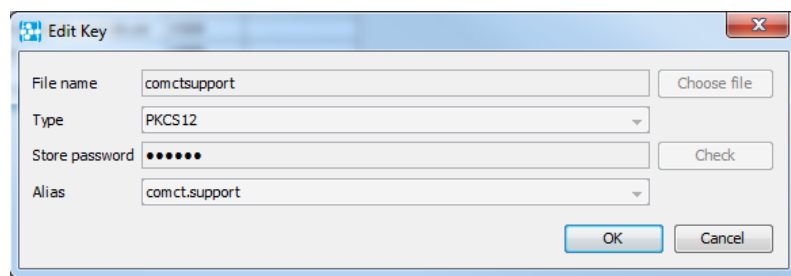 Edit Key
File name comctsupport Choose file
Type PKCS12
Store password •••••• Check
Alias comct.support
OK Cancel